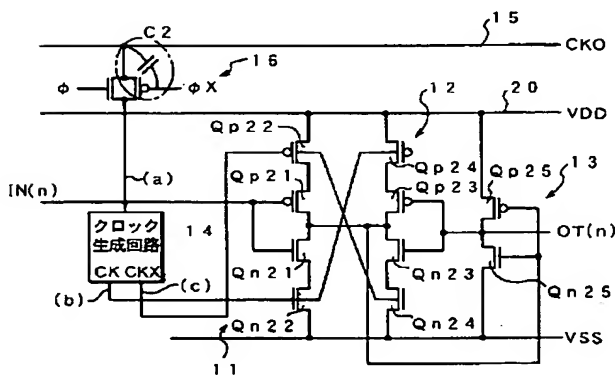 C2
15
CKO
φ
φX
16
20
VDD
12
Qp22
Qp24
13
Qp25
(a)
Qp21
Qp23
IN(n)
クロック
生成回路
14
OT(n)
CK CKX
(c)
Qn21
Qn23
(b)
Qn25
Qn22
Qn24
VSS
11